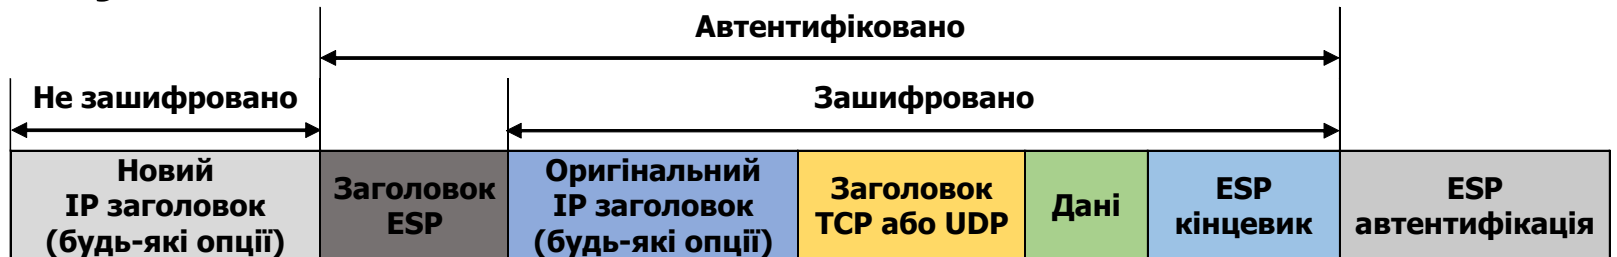 Автентифіковано
Не зашифровано
Зашифровано
Новий
IP заголовок
(будь-які опції)
Заголовок
ESP
Оригінальний
IP заголовок
(будь-які опції)
Заголовок
TCP або UDP
Дані
ESP
кінцевик
ESP
автентифікація